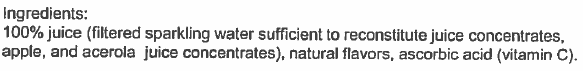 Ingredients:
100% juice (filtered sparkling water sufficient to reconstitute juice concentrates,
apple, and acerola juice concentrates), natural flavors, ascorbic acid (vitamin C).